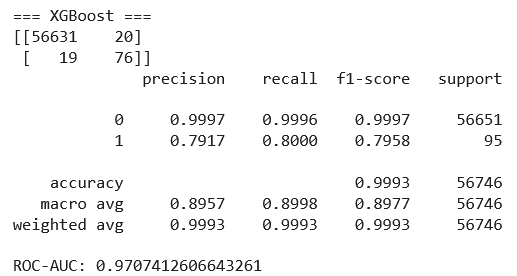 === XGBoost ===
[[56631    20]
 [   19    76]]
              precision    recall  f1-score   support

           0     0.9997    0.9996    0.9997     56651
           1     0.7917    0.8000    0.7958        95

    accuracy                         0.9993     56746
   macro avg     0.8957    0.8998    0.8977     56746
weighted avg     0.9993    0.9993    0.9993     56746

ROC-AUC: 0.9707412606643261